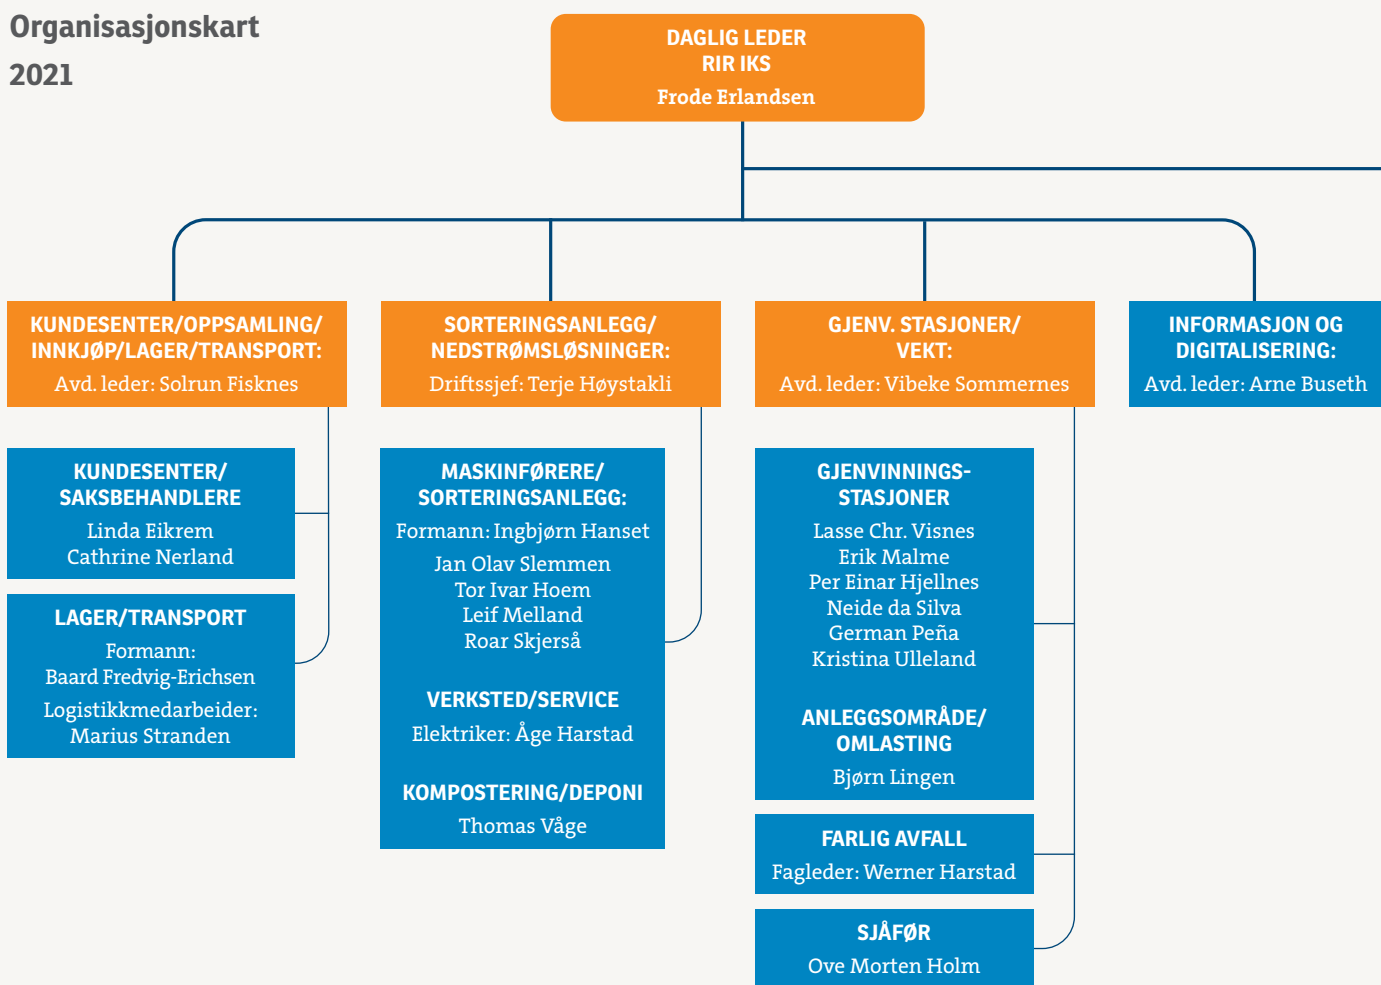 Organisasjonskart
2021
DAGLIG LEDER
RIR IKS
Frode Erlandsen
KUNDESENTER/OPPSAMLING/
INNKJØP/LAGER/TRANSPORT:
Avd. leder: Solrun Fisknes
KUNDESENTER/
SAKSBEHANDLERE
Linda Eikrem
Cathrine Nerland
LAGER/TRANSPORT
Formann:
Baard Fredvig-Erichsen
Logistikkmedarbeider:
Marius Stranden
SORTERINGSANLEGG/
NEDSTRØMSLØSNINGER:
Driftssjef: Terje Høystakli
MASKINFØRERE/
SORTERINGSANLEGG:
Formann: Ingbjørn Hanset
Jan Olav Slemmen
Tor Ivar Hoem
Leif Melland
Roar Skjerså
VERKSTED/SERVICE
Elektriker: Åge Harstad
KOMPOSTERING/DEPONI
Thomas Våge
GJENV. STASJONER/
VEKT:
Avd. leder: Vibeke Sommernes
GJENVINNINGS-
STASJONER
Lasse Chr. Visnes
Erik Malme
Per Einar Hjellnes
Neide da Silva
German Peña
Kristina Ulleland
ANLEGGSOMRÅDE/
OMLASTING
Bjørn Lingen
FARLIG AVFALL
Fagleder: Werner Harstad
SJÅFØR
Ove Morten Holm
INFORMASJON OG
DIGITALISERING:
Avd. leder: Arne Buseth